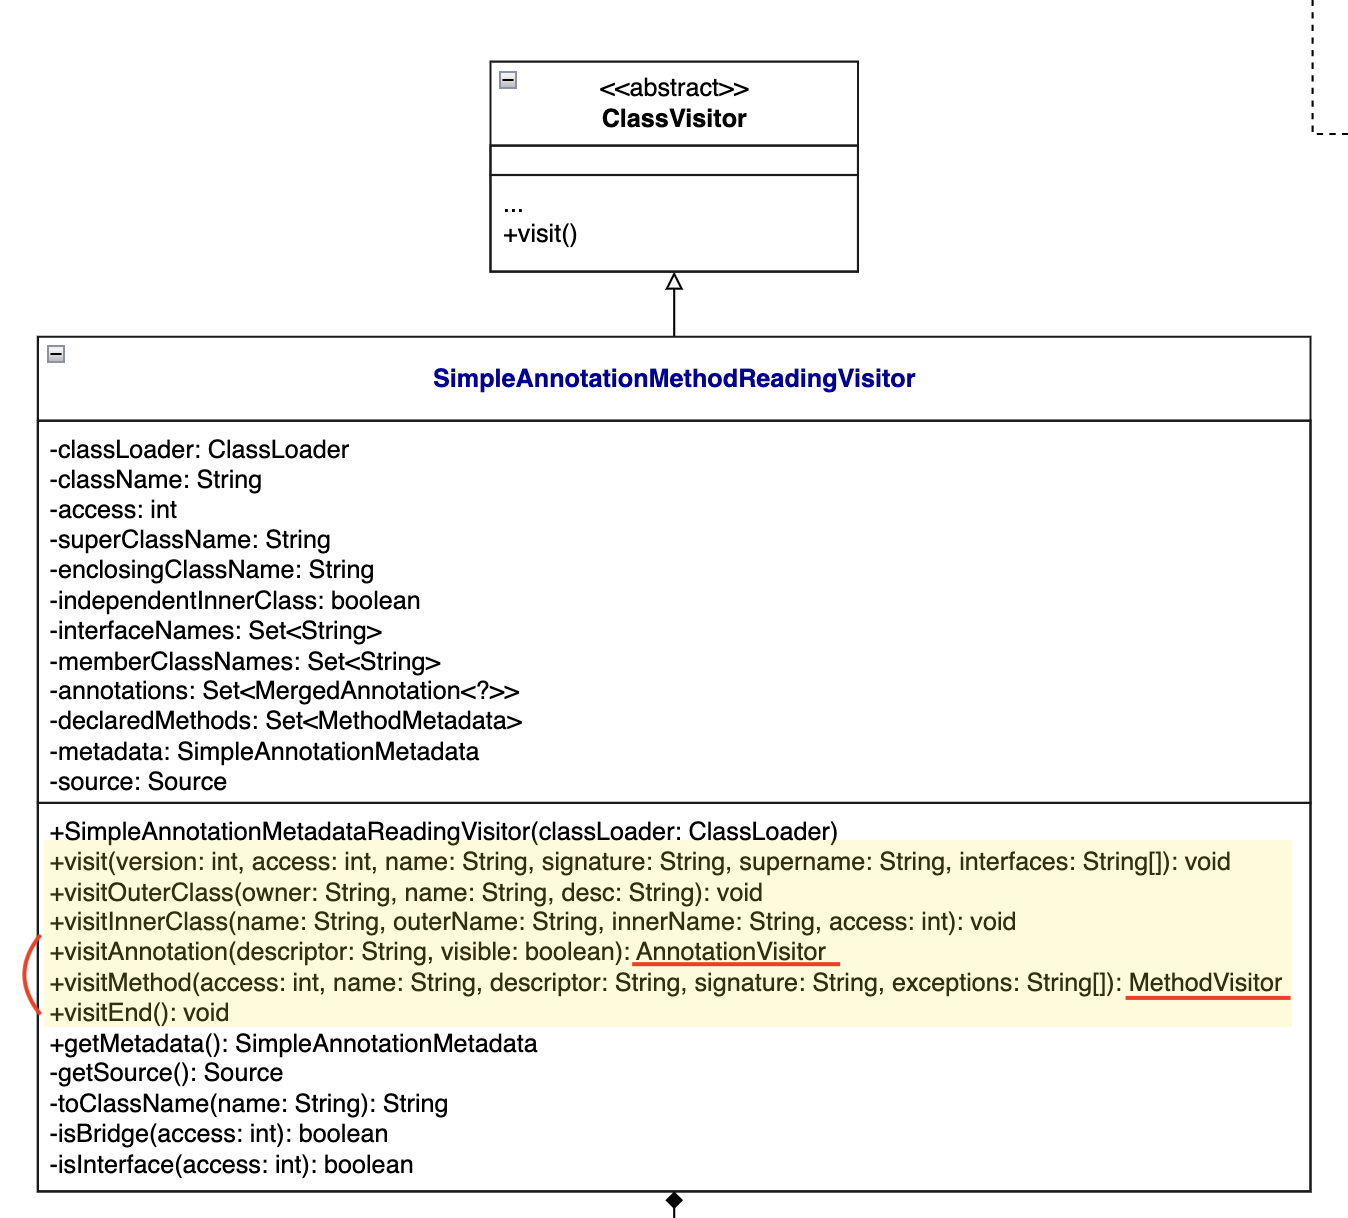 <<abstract>>
ClassVisitor
...
+visit()
SimpleAnnotationMethodReadingVisitor
-classLoader: ClassLoader
-className: String
-access: int
-superClassName: String
-enclosingClassName: String
-independentInnerClass: boolean
-interfaceNames: Set<String>
-memberClassNames: Set<String>
-annotations: Set<MergedAnnotation<?>>
-declaredMethods: Set<MethodMetadata>
-metadata: SimpleAnnotationMetadata
-source: Source
+SimpleAnnotationMetadataReadingVisitor(classLoader: ClassLoader)
+visit(version: int, access: int, name: String, signature: String, supername: String, interfaces: String[]): void
+visitOuterClass(owner: String, name: String, desc: String): void
+visitInnerClass(name: String, outerName: String, innerName: String, access: int): void
+visitAnnotation(descriptor: String, visible: boolean): AnnotationVisitor
+visitMethod(access: int, name: String, descriptor: String, signature: String, exceptions: String[]): MethodVisitor
+visitEnd(): void
+getMetadata(): SimpleAnnotationMetadata
-getSource(): Source
-toClassName(name: String): String
-isBridge(access: int): boolean
-isInterface(access: int): boolean